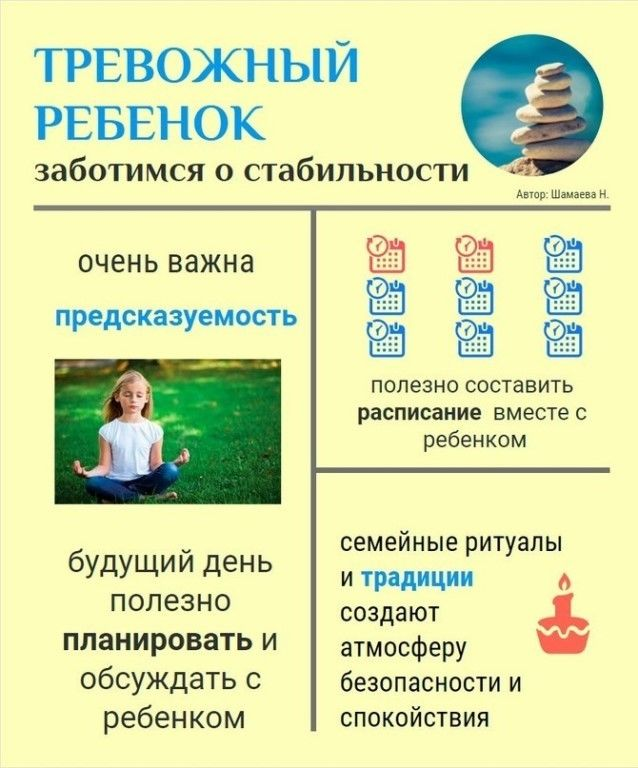 ТРЕВОЖНЫЙ
РЕБЕНОК
заботимся о стабильности
Автор: Шамаева Н.
очень важна
предсказуемость
будущий день
полезно
планировать и
обсуждать с
ребенком
полезно составить
расписание вместе с
ребенком
семейные ритуалы
и традиции
создают
атмосферу
безопасности и
спокойствия